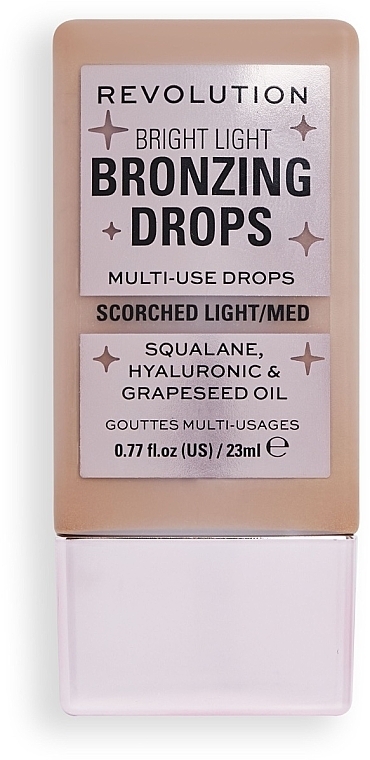 REVOLUTION
BRIGHT LIGHT
BRONZING
DROPS
MULTI-USE DROPS
SCORCHED LIGHT/MED
SQUALANE,
HYALURONIC &
GRAPESEED OIL
GOUTTES MULTI-USAGES
0.77 fl.oz (US) / 23ml ℮